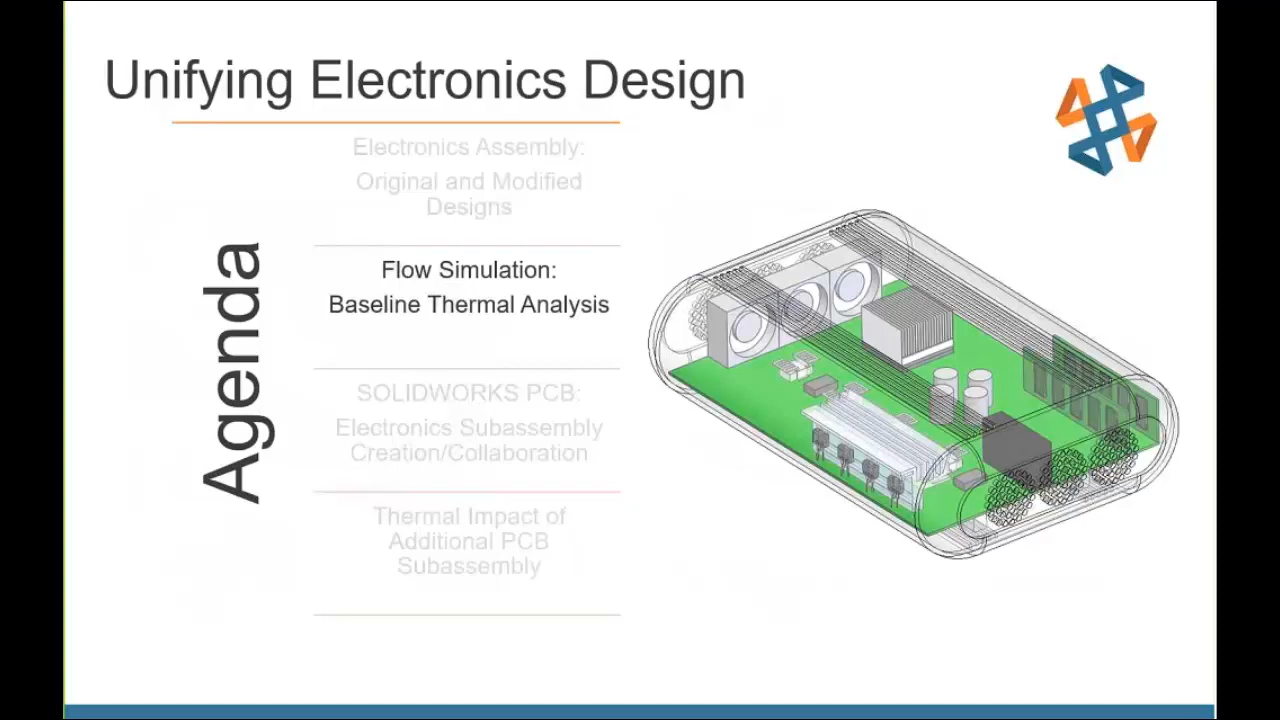 Unifying Electronics Design
Agenda
Electronics Assembly:
Original and Modified
Designs
Flow Simulation:
Baseline Thermal Analysis
SOLIDWORKS PCB:
Electronics Subassembly
Creation/Collaboration
Thermal Impact of
Additional PCB
Subassembly